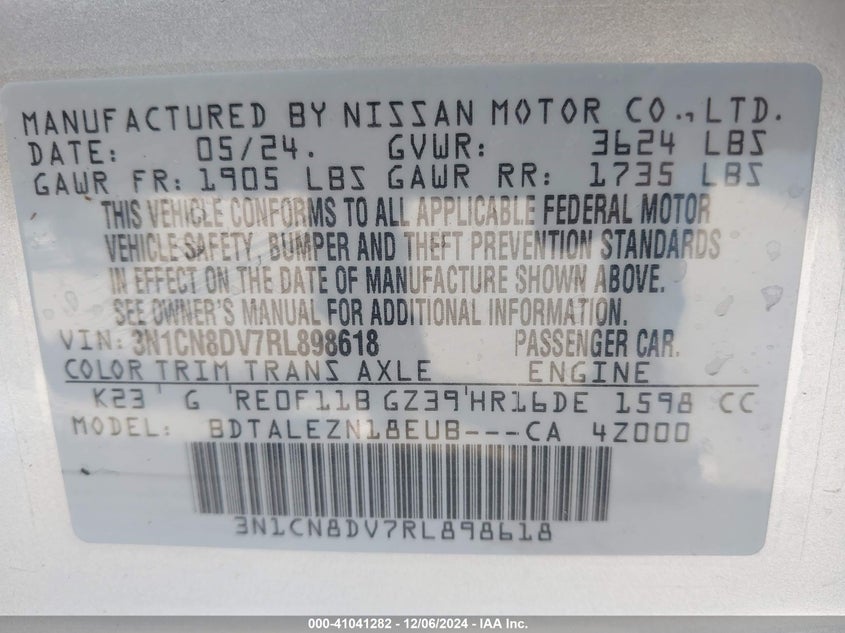 MANUFACTURED BY NISSAN MOTOR CO., LTD.
DATE: 05/24. GVWR: 3624 LBS
GAWR FR: 1905 LBS GAWR RR: 1735 LBS
THIS VEHICLE CONFORMS TO ALL APPLICABLE FEDERAL MOTOR
VEHICLE SAFETY, BUMPER AND THEFT PREVENTION STANDARDS
IN EFFECT ON THE DATE OF MANUFACTURE SHOWN ABOVE.
SEE OWNER'S MANUAL FOR ADDITIONAL INFORMATION.
VIN: 3N1CN8DV7RL898618 PASSENGER CAR.
COLOR TRIM TRANS AXLE ENGINE
K23 G RE0F11B GZ39 HR16DE 1598 CC
MODEL: BDTALEZN18EUB---CA 4Z000
3N1CN8DV7RL898618
000-41041282 - 12/06/2024 - IAA Inc.